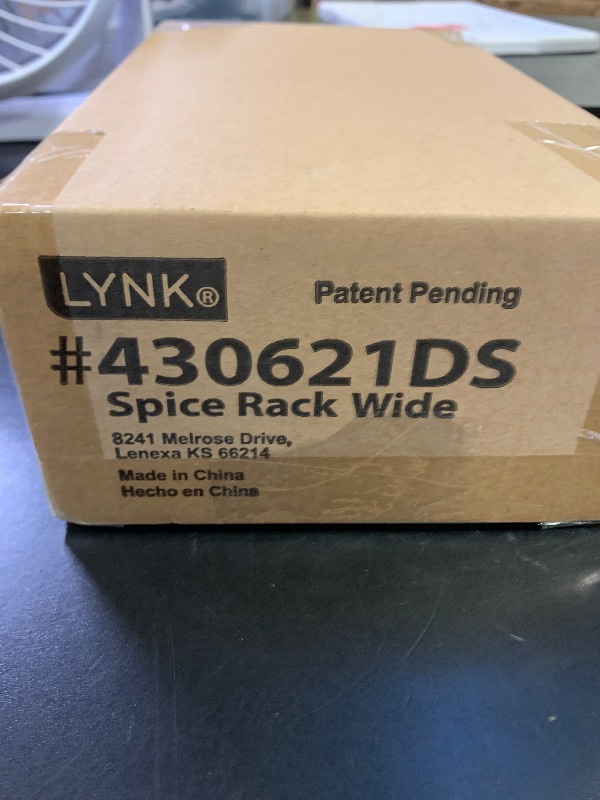 LYNK®
Patent Pending
#430621DS
Spice Rack Wide
8241 Melrose Drive,
Lenexa KS 66214
Made in China
Hecho en China